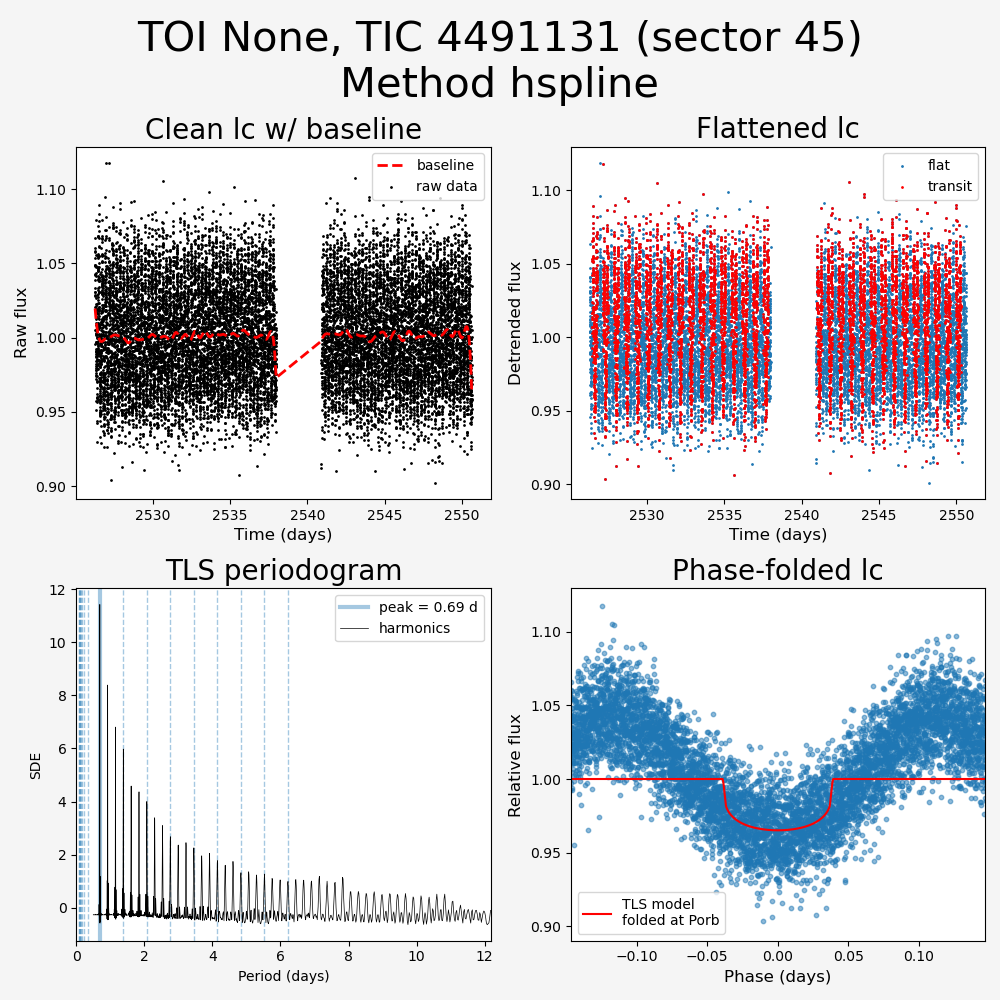 TOI None, TIC 4491131 (sector 45)
Method hspline
Clean lc w/ baseline
baseline
raw data
1.10
1.05
1.00
0.95
0.90
Raw flux
2530
2535
2540
2545
2550
Time (days)
Flattened lc
flat
transit
1.10
1.05
1.00
0.95
0.90
Detrended flux
2530
2535
2540
2545
2550
Time (days)
TLS periodogram
peak = 0.69 d
harmonics
12
10
8
6
4
2
0
SDE
0
2
4
6
8
10
12
Period (days)
Phase-folded lc
1.10
1.05
1.00
0.95
0.90
Relative flux
TLS model
folded at Porb
−0.10
−0.05
0.00
0.05
0.10
Phase (days)